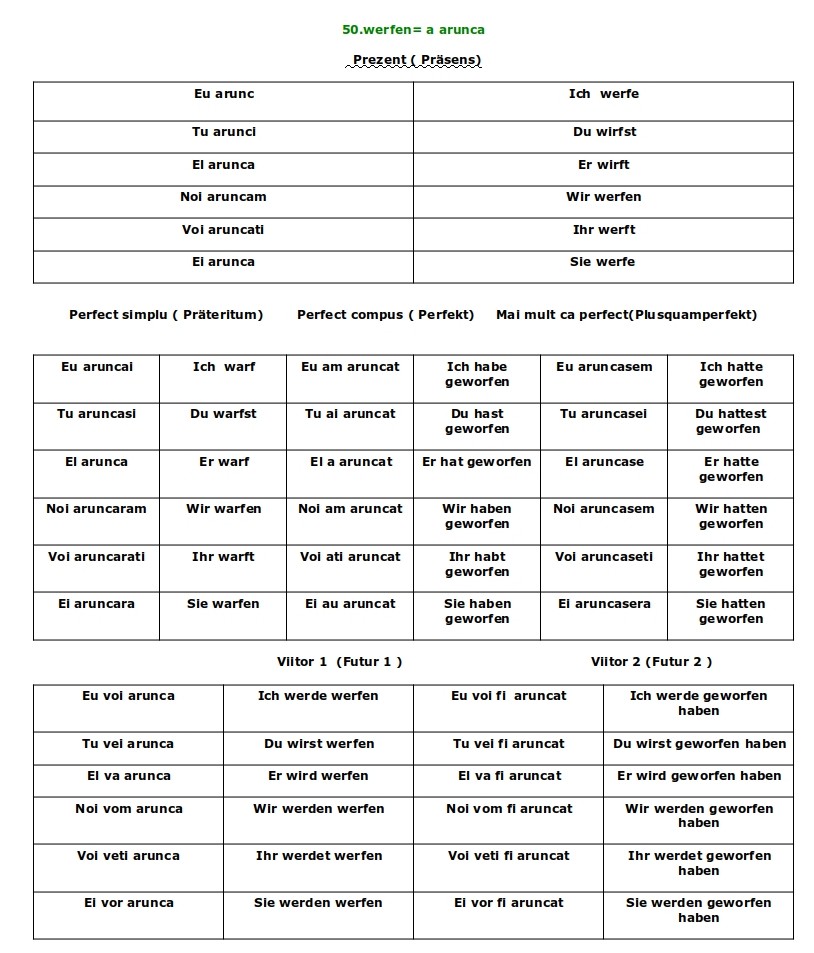 50.werfen= a arunca
Prezent ( Präsens)
Eu arunc Ich werfe
Tu arunci Du wirfst
El arunca Er wirft
Noi aruncam Wir werfen
Voi aruncati Ihr werft
Ei arunca Sie werfe
Perfect simplu ( Präteritum) Perfect compus ( Perfekt) Mai mult ca perfect(Plusquamperfekt)
Eu aruncai Ich warf Eu am aruncat Ich habe Eu aruncasem Ich hatte
geworfen geworfen
Tu aruncasi Du warfst Tu ai aruncat Du hast Tu aruncasei Du hattest
geworfen geworfen
El arunca Er warf El a aruncat Er hat geworfen El aruncase Er hatte
geworfen
Noi aruncaram Wir warfen Noi am aruncat Wir haben Noi aruncasem Wir hatten
geworfen geworfen
Voi aruncarati Ihr warft Voi ati aruncat Ihr habt Voi aruncaseti Ihr hattet
geworfen geworfen
Ei aruncara Sie warfen Ei au aruncat Sie haben Ei aruncasera Sie hatten
geworfen geworfen
Viitor 1 (Futur 1 ) Viitor 2 (Futur 2 )
Eu voi arunca Ich werde werfen Eu voi fi aruncat Ich werde geworfen
haben
Tu vei arunca Du wirst werfen Tu vei fi aruncat Du wirst geworfen haben
El va arunca Er wird werfen El va fi aruncat Er wird geworfen haben
Noi vom arunca Wir werden werfen Noi vom fi aruncat Wir werden geworfen
haben
Voi veti arunca Ihr werdet werfen Voi veti fi aruncat Ihr werdet geworfen
haben
Ei vor arunca Sie werden werfen Ei vor fi aruncat Sie werden geworfen
haben